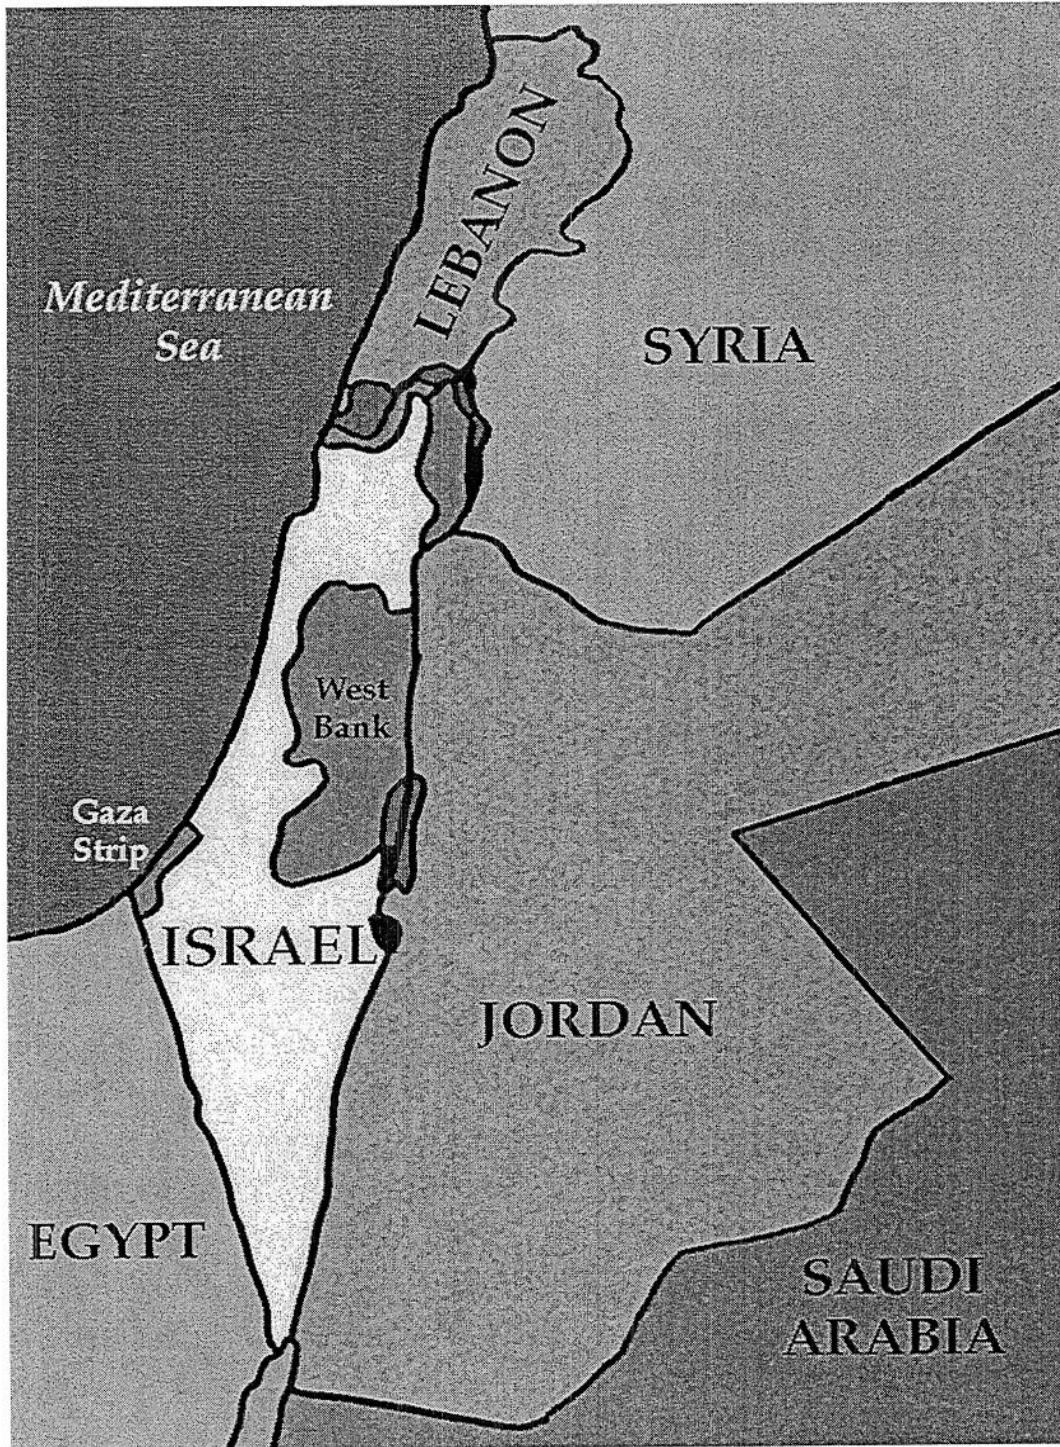 LEBANON
Mediterranean
Sea
SYRIA
West
Bank
Gaza
Strip
ISRAEL
JORDAN
EGYPT
SAUDI
ARABIA